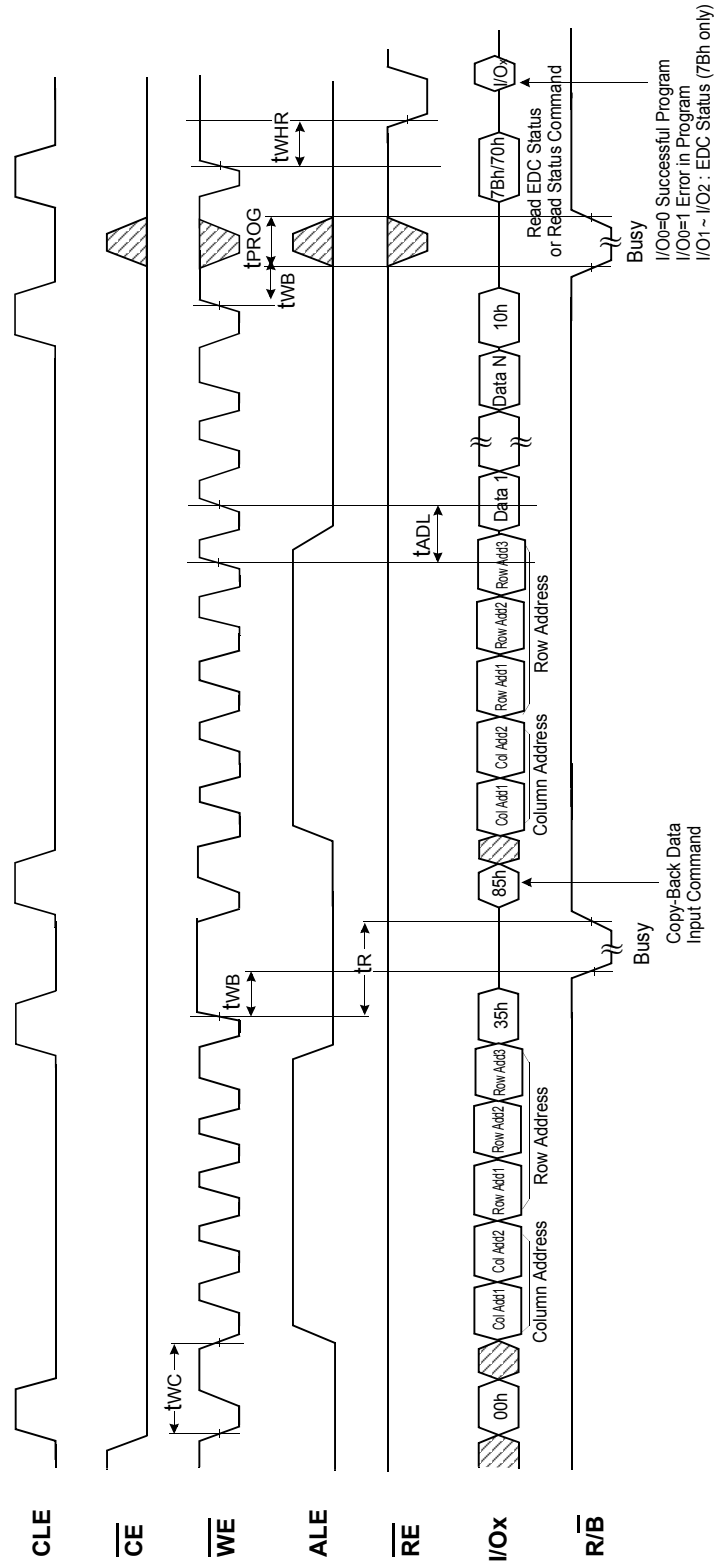 CLE
CE
tWC
WE
tWB
tWB
tPROG
tWHR
ALE
tR
tADL
RE
I/Ox
00h
Col Add1
Col Add2
Row Add1
Row Add2
Row Add3
35h
85h
Col Add1
Col Add2
Row Add1
Row Add2
Row Add3
Data 1
Data N
10h
7Bh/70h
I/Ox
Column Address
Row Address
Column Address
Row Address
Read EDC Status
or Read Status Command
R/B
Busy
Busy
Copy-Back Data
Input Command
I/O0=0 Successful Program
I/O0=1 Error in Program
I/O1 ~ I/O2 : EDC Status (7Bh only)